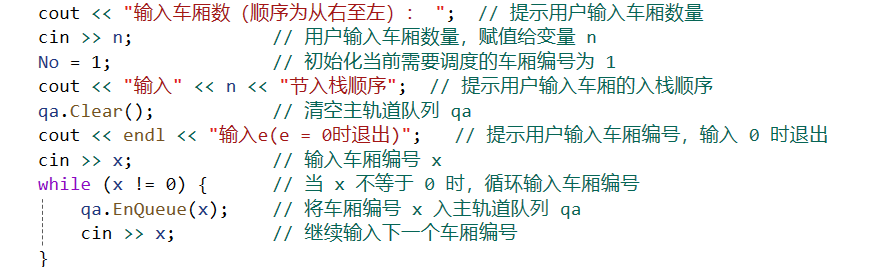 cout << "输入车厢数（顺序为从右至左）： ";  // 提示用户输入车厢数量
cin >> n;            // 用户输入车厢数量，赋值给变量 n
No = 1;              // 初始化当前需要调度的车厢编号为 1
cout << "输入" << n << "节入栈顺序";  // 提示用户输入车厢的入栈顺序
qa.Clear();          // 清空主轨道队列 qa
cout << endl << "输入e(e = 0时退出)";   // 提示用户输入车厢编号，输入 0 时退出
cin >> x;            // 输入车厢编号 x
while (x != 0) {     // 当 x 不等于 0 时，循环输入车厢编号
    qa.EnQueue(x);   // 将车厢编号 x 入主轨道队列 qa
    cin >> x;        // 继续输入下一个车厢编号
}